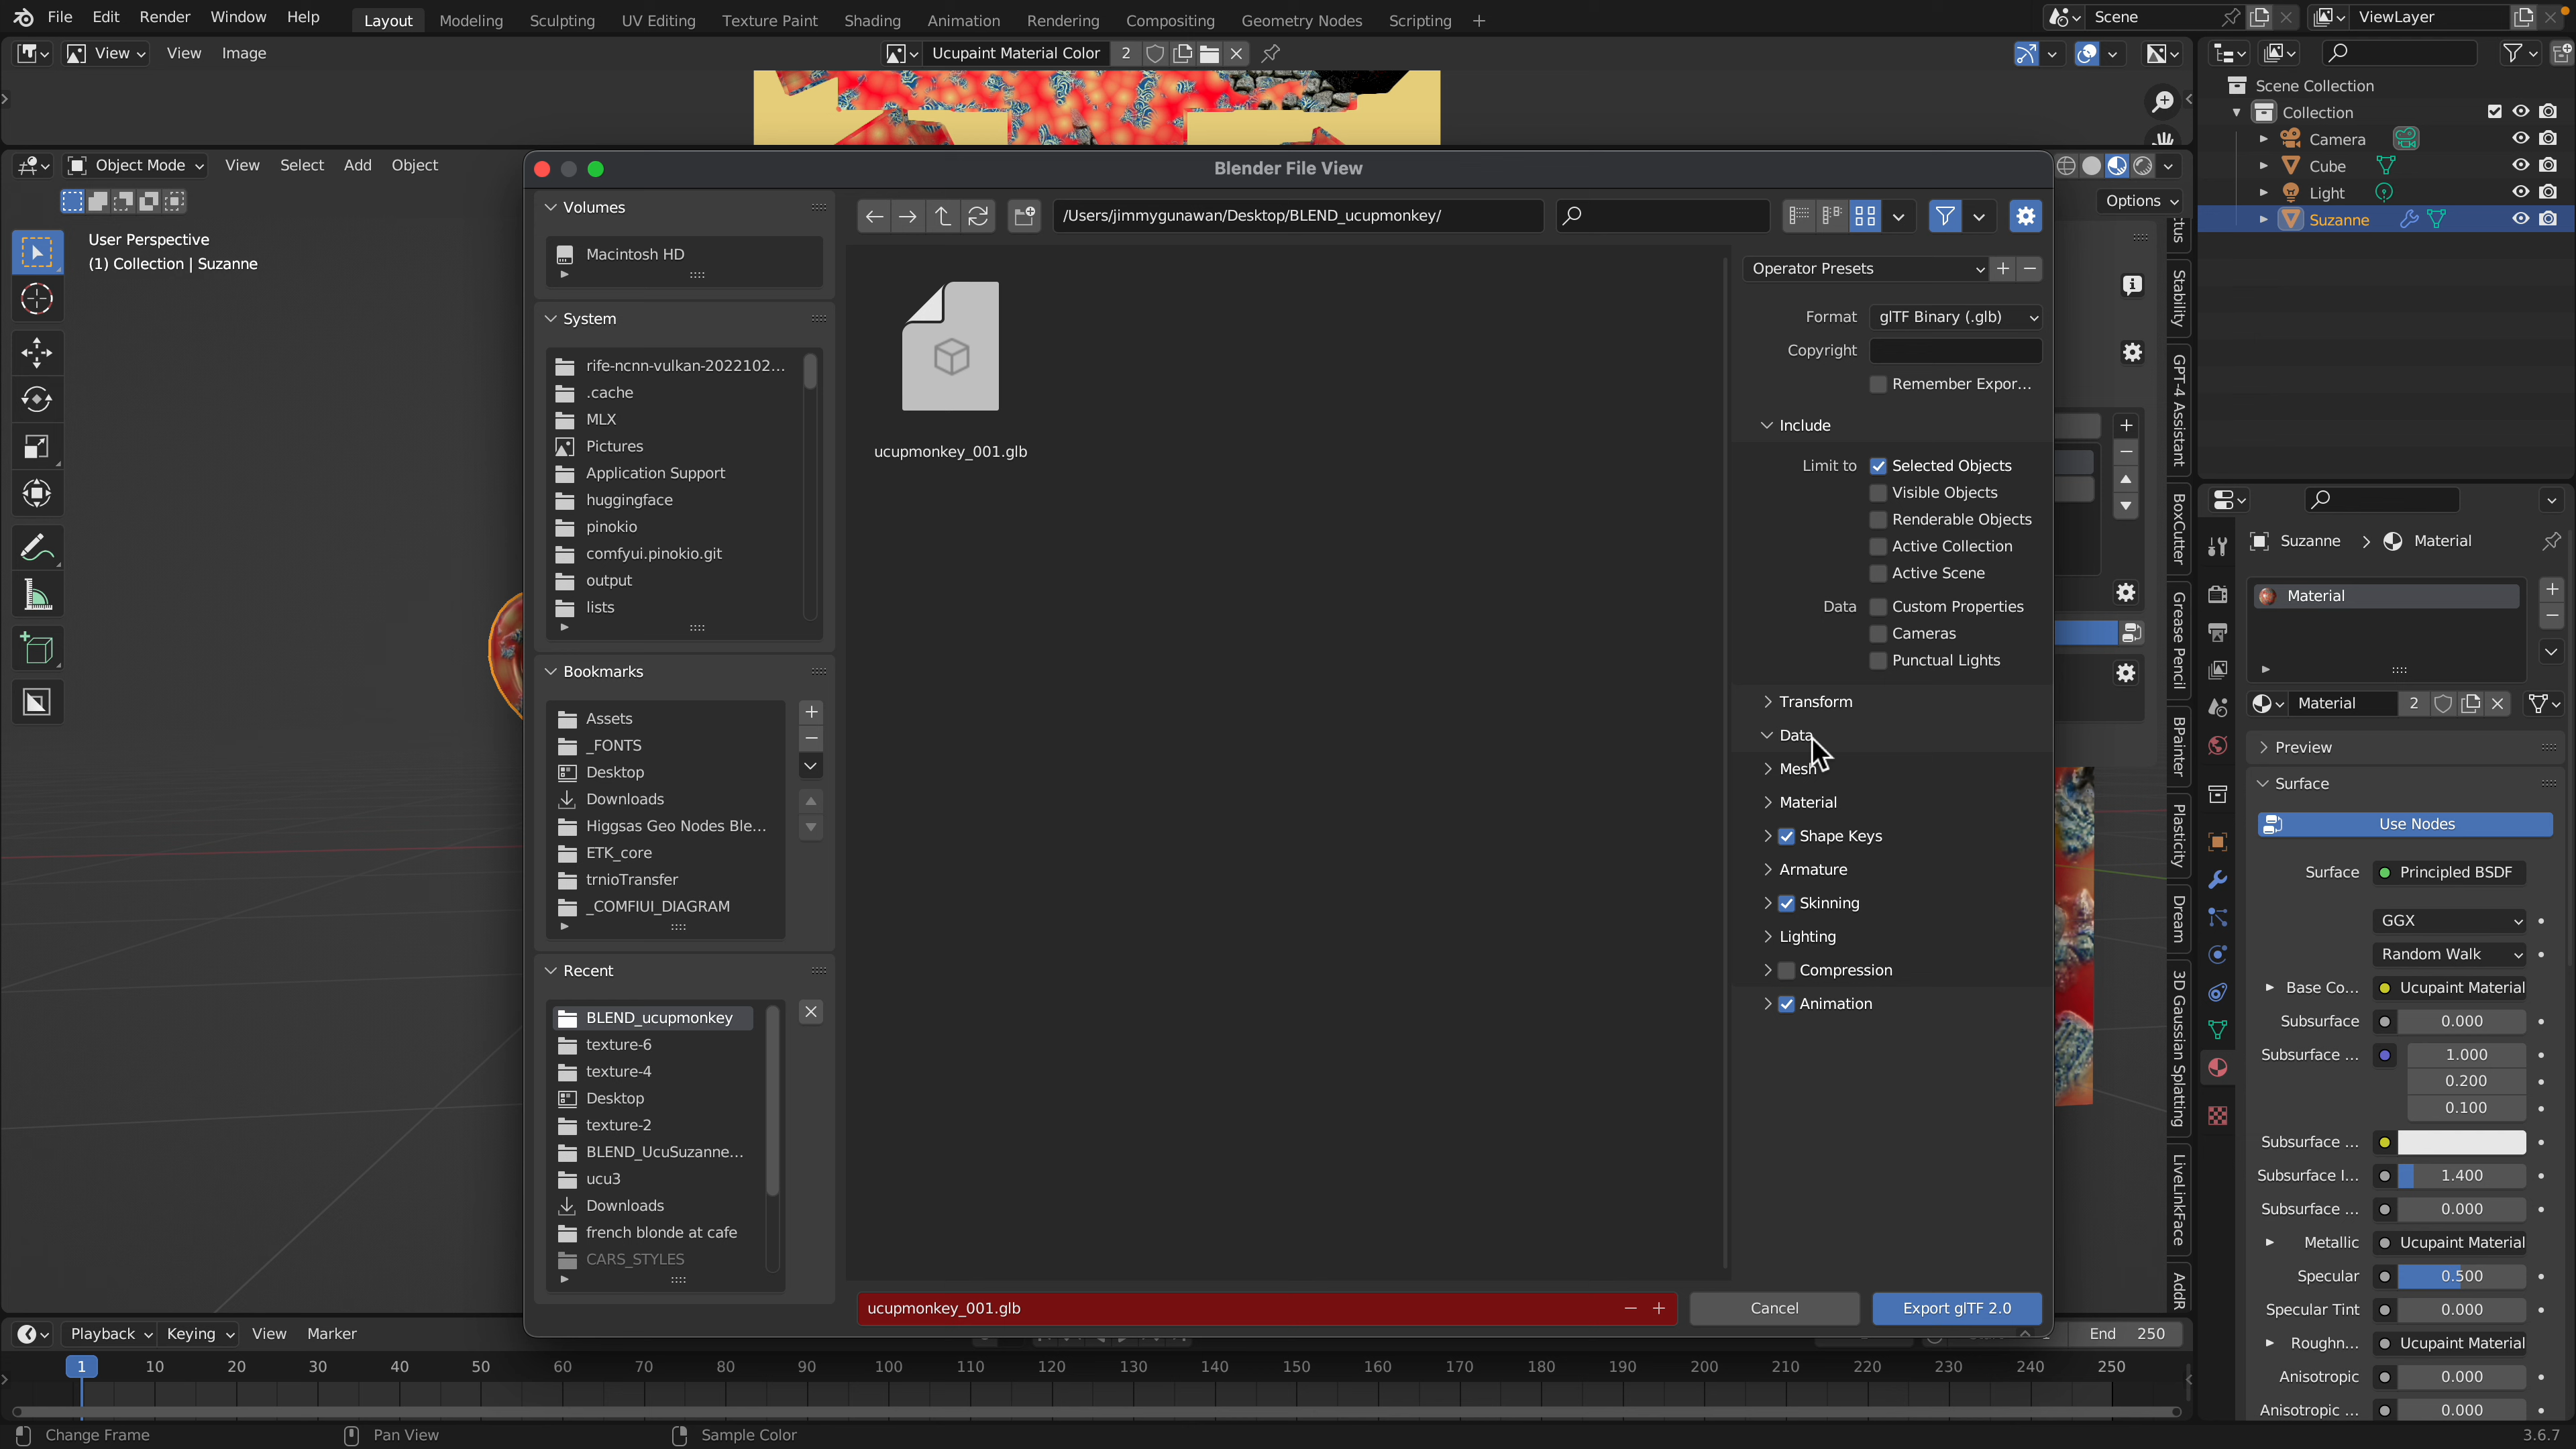 File Edit Render Window Help Layout Modeling Sculpting UV Editing Texture Paint Shading Animation Rendering Compositing Geometry Nodes Scripting + Scene ViewLayer
View View Image Ucupaint Material Color 2
Scene Collection
Collection
Camera
Cube
Light
Suzanne
Object Mode View Select Add Object
Options
User Perspective
(1) Collection | Suzanne
Blender File View
Volumes
Macintosh HD
System
rife-ncnn-vulkan-2022102...
.cache
MLX
Pictures
Application Support
huggingface
pinokio
comfyui.pinokio.git
output
lists
Bookmarks
Assets
_FONTS
Desktop
Downloads
Higgsas Geo Nodes Ble...
ETK_core
trnioTransfer
_COMFIUI_DIAGRAM
Recent
BLEND_ucupmonkey
texture-6
texture-4
Desktop
texture-2
BLEND_UcuSuzanne...
ucu3
Downloads
french blonde at cafe
CARS_STYLES
/Users/jimmygunawan/Desktop/BLEND_ucupmonkey/
ucupmonkey_001.glb
ucupmonkey_001.glb
Cancel
Export glTF 2.0
Operator Presets
Format glTF Binary (.glb)
Copyright
Remember Expor...
Include
Limit to Selected Objects
Visible Objects
Renderable Objects
Active Collection
Active Scene
Data Custom Properties
Cameras
Punctual Lights
Transform
Data
Mesh
Material
Shape Keys
Armature
Skinning
Lighting
Compression
Animation
tus
Stability
GPT-4 Assistant
BoxCutter
Grease Pencil
BPainter
Plasticity
Dream
3D Gaussian Splatting
LiveLinkFace
AddR
Suzanne > Material
Material
Material 2
Preview
Surface
Use Nodes
Surface Principled BSDF
GGX
Random Walk
Base Co... Ucupaint Material
Subsurface 0.000
Subsurface ... 1.000
0.200
0.100
Subsurface ...
Subsurface I... 1.400
Subsurface ... 0.000
Metallic Ucupaint Material
Specular 0.500
Specular Tint 0.000
Roughn... Ucupaint Material
Anisotropic 0.000
Anisotropic ... 0.000
Playback Keying View Marker
End 250
1 10 20 30 40 50 60 70 80 90 100 110 120 130 140 150 160 170 180 190 200 210 220 230 240 250
Change Frame Pan View Sample Color 3.6.7